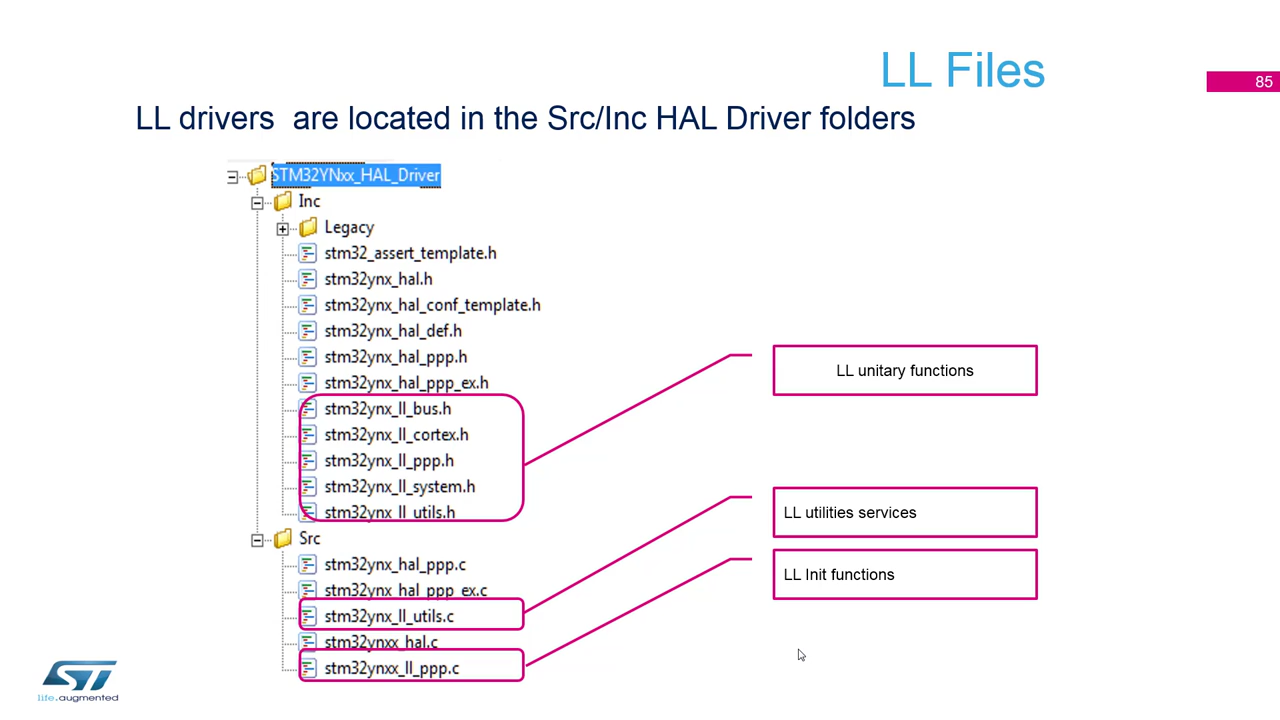 LL Files
85
LL drivers are located in the Src/Inc HAL Driver folders
STM32YNxx_HAL_Driver
Inc
Legacy
stm32_assert_template.h
stm32ynx_hal.h
stm32ynx_hal_conf_template.h
stm32ynx_hal_def.h
stm32ynx_hal_ppp.h
stm32ynx_hal_ppp_ex.h
stm32ynx_ll_bus.h
stm32ynx_ll_cortex.h
stm32ynx_ll_ppp.h
stm32ynx_ll_system.h
stm32ynx_ll_utils.h
Src
stm32ynx_hal_ppp.c
stm32ynx_hal_ppp_ex.c
stm32ynx_ll_utils.c
stm32ynxx_hal.c
stm32ynxx_ll_ppp.c
LL unitary functions
LL utilities services
LL Init functions
ST
life.augmented